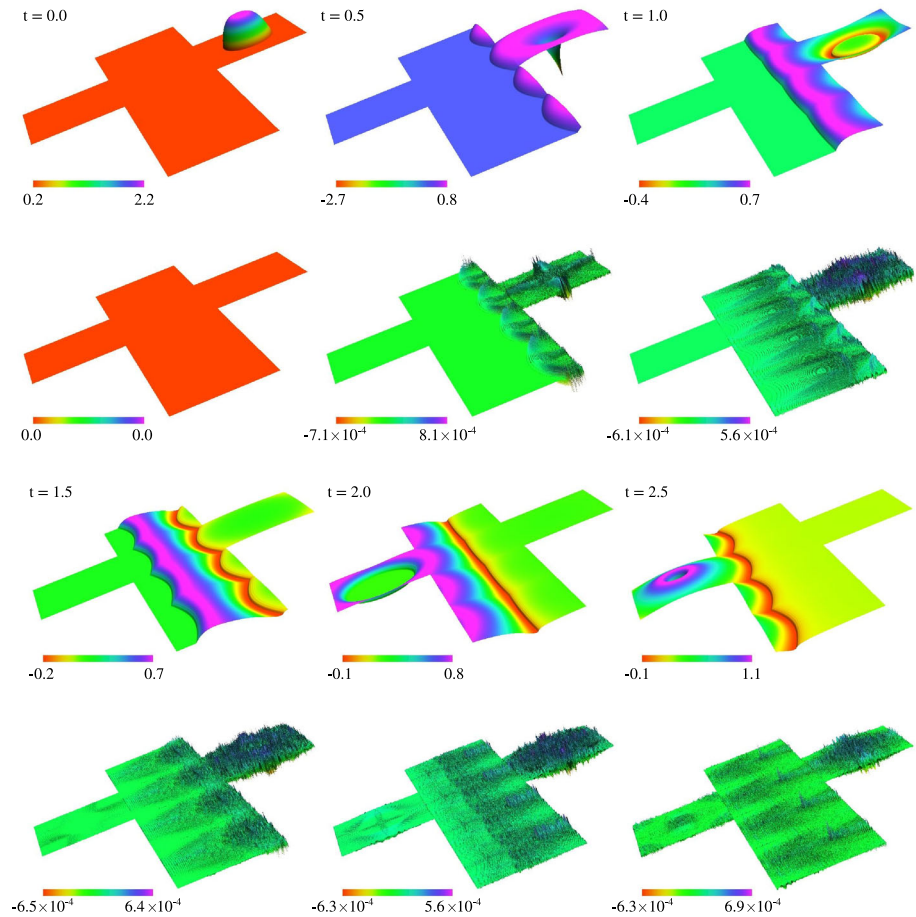 t = 0.0 t = 0.5 t = 1.0
0.2 2.2 -2.7 0.8 -0.4 0.7
0.0 0.0 -7.1×10⁻⁴ 8.1×10⁻⁴ -6.1×10⁻⁴ 5.6×10⁻⁴
t = 1.5 t = 2.0 t = 2.5
-0.2 0.7 -0.1 0.8 -0.1 1.1
-6.5×10⁻⁴ 6.4×10⁻⁴ -6.3×10⁻⁴ 5.6×10⁻⁴ -6.3×10⁻⁴ 6.9×10⁻⁴